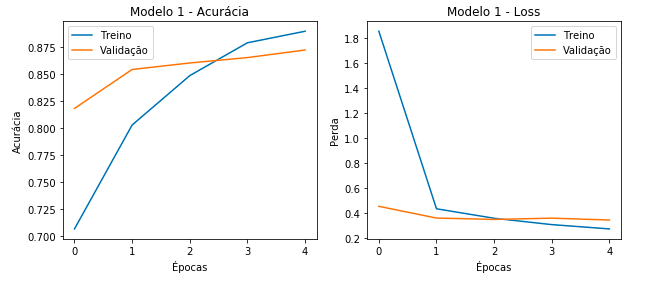 Modelo 1 - Acurácia
Treino
Validação
0.875
0.850
0.825
0.800
0.775
0.750
0.725
0.700
Acurácia
0
1
2
3
4
Épocas
Modelo 1 - Loss
Treino
Validação
1.8
1.6
1.4
1.2
1.0
0.8
0.6
0.4
0.2
Perda
0
1
2
3
4
Épocas